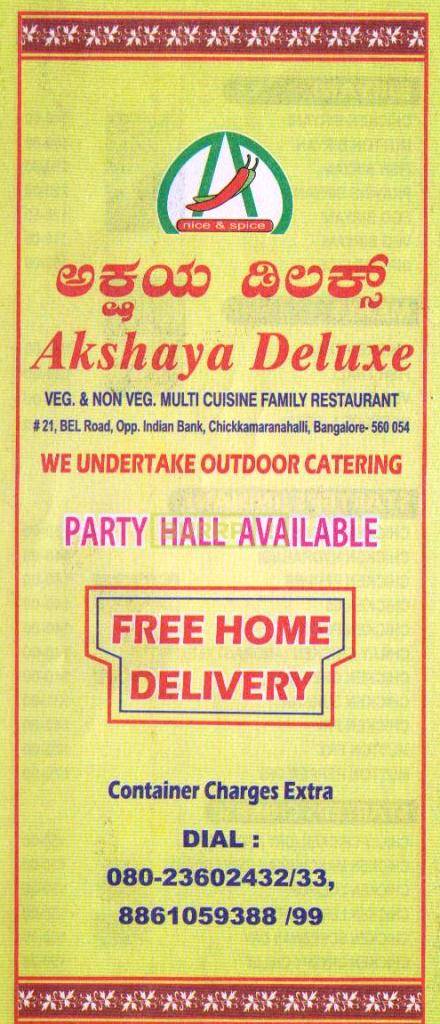 nice & spice
ಅಕ್ಷಯ ಡಿಲಕ್ಸ್
Akshaya Deluxe
VEG. & NON VEG. MULTI CUISINE FAMILY RESTAURANT
# 21, BEL Road, Opp. Indian Bank, Chickkamaranahalli, Bangalore- 560 054
WE UNDERTAKE OUTDOOR CATERING
PARTY HALL AVAILABLE
FREE HOME
DELIVERY
Container Charges Extra
DIAL :
080-23602432/33,
8861059388 /99